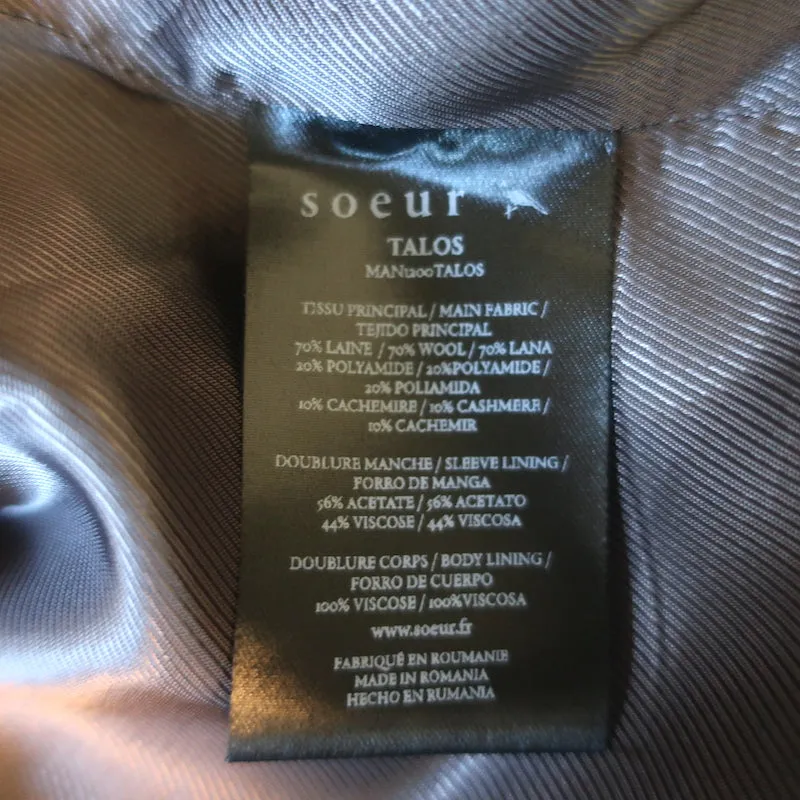 soeur
TALOS
MAN1200TALOS
TISSU PRINCIPAL / MAIN FABRIC /
TEJIDO PRINCIPAL
70% LAINE / 70% WOOL / 70% LANA
20% POLYAMIDE / 20%POLYAMIDE /
20% POLIAMIDA
10% CACHEMIRE / 10% CASHMERE /
10% CACHEMIR
DOUBLURE MANCHE / SLEEVE LINING /
FORRO DE MANGA
56% ACETATE / 56% ACETATO
44% VISCOSE / 44% VISCOSA
DOUBLURE CORPS / BODY LINING /
FORRO DE CUERPO
100% VISCOSE / 100%VISCOSA
www.soeur.fr
FABRIQUÉ EN ROUMANIE
MADE IN ROMANIA
HECHO EN RUMANIA